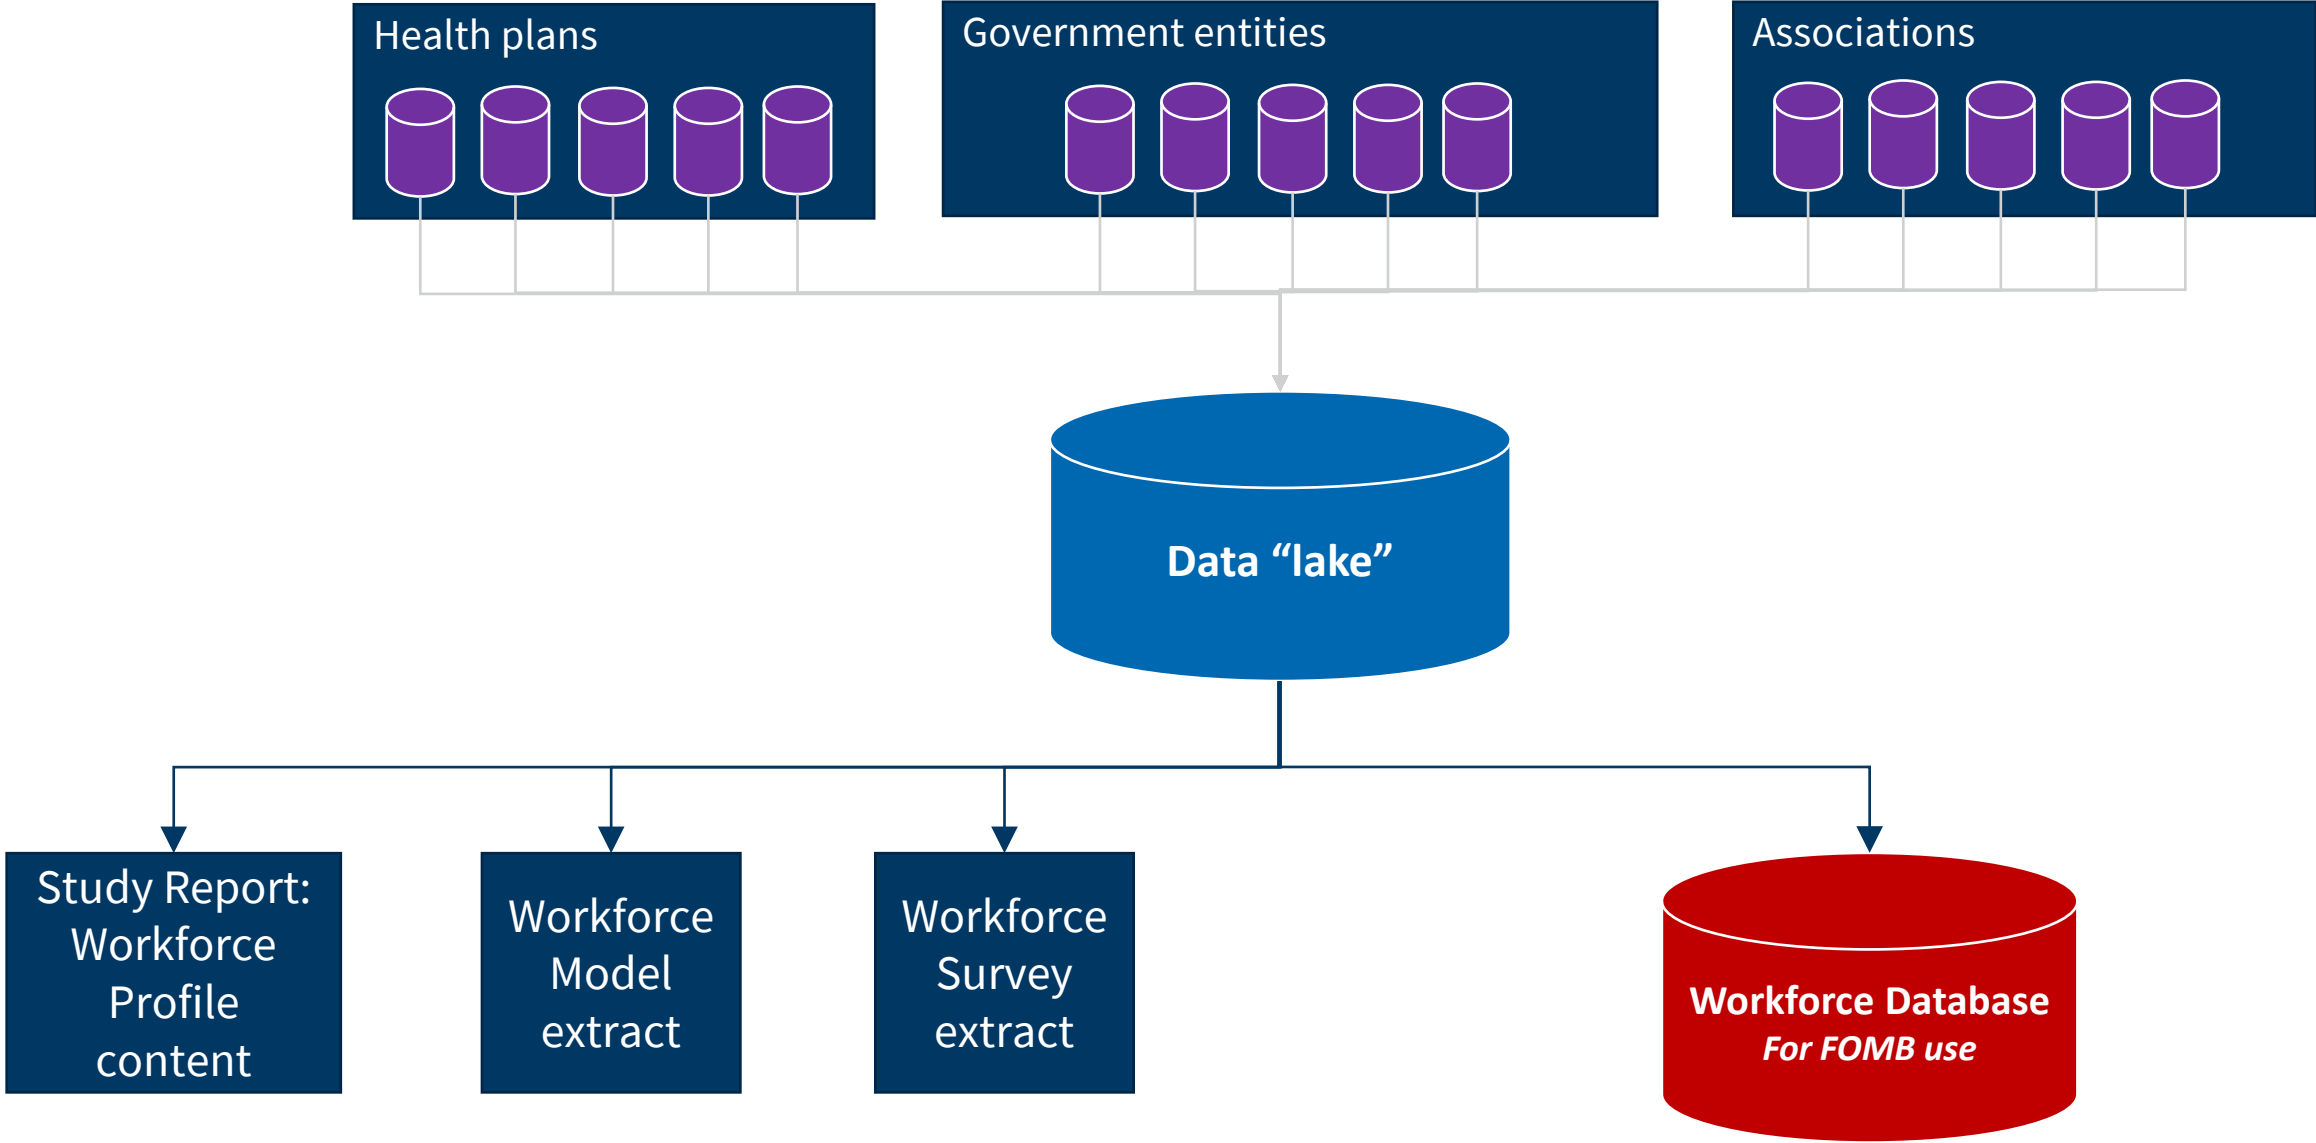 Health plans
Government entities
Associations
Data “lake”
Study Report:
Workforce
Profile
content
Workforce
Model
extract
Workforce
Survey
extract
Workforce Database
For FOMB use